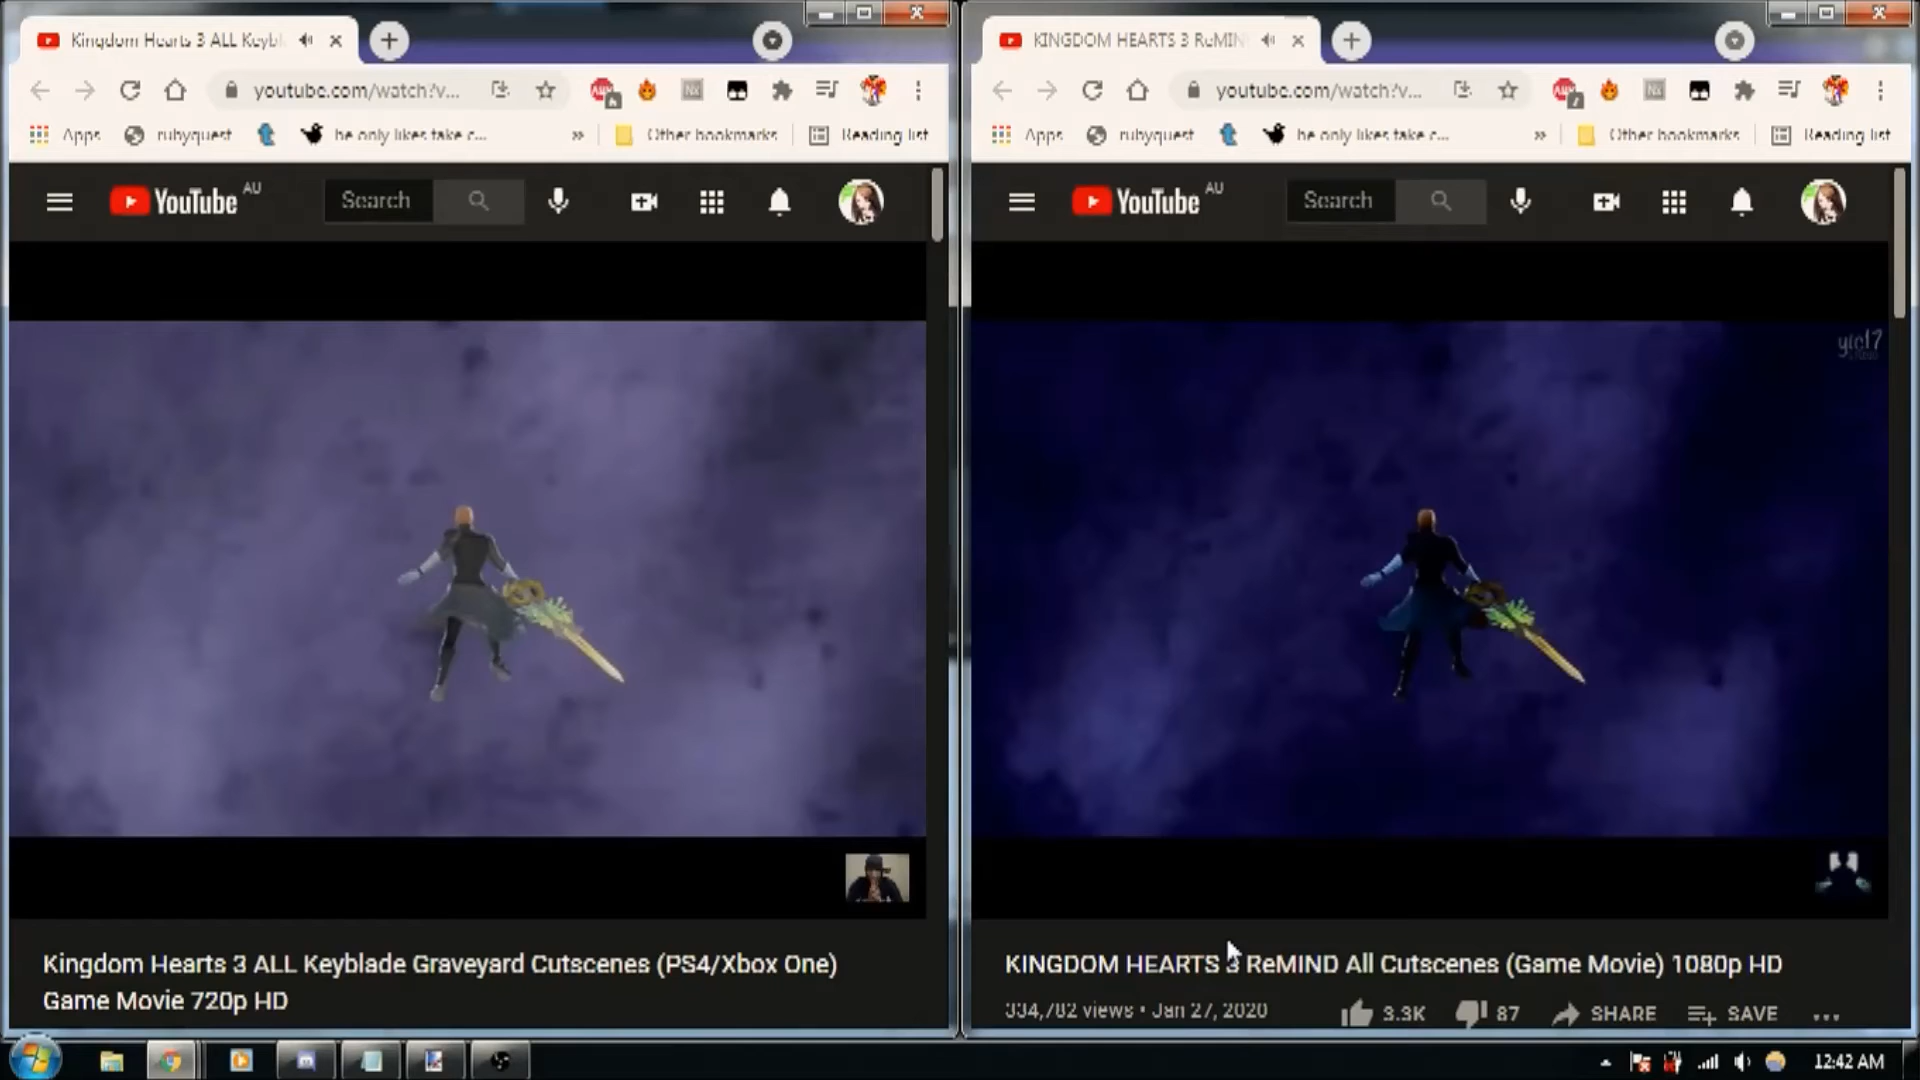 Kingdom Hearts 3 ALL Keybl
youtube.com/watch?v...
Apps
rubyquest
he only likes take c...
»
Other bookmarks
Reading list
YouTube AU
Search
Kingdom Hearts 3 ALL Keyblade Graveyard Cutscenes (PS4/Xbox One)
Game Movie 720p HD
KINGDOM HEARTS 3 ReMIN
youtube.com/watch?v...
Apps
rubyquest
he only likes take c...
»
Other bookmarks
Reading list
YouTube AU
Search
KINGDOM HEARTS 3 ReMIND All Cutscenes (Game Movie) 1080p HD
334,782 views • Jan 27, 2020
3.3K
87
SHARE
SAVE
12:42 AM